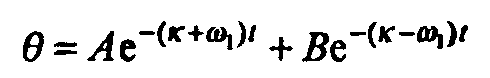 θ = Ae^{-(κ+ω₁)t} + Be^{-(κ-ω₁)t}